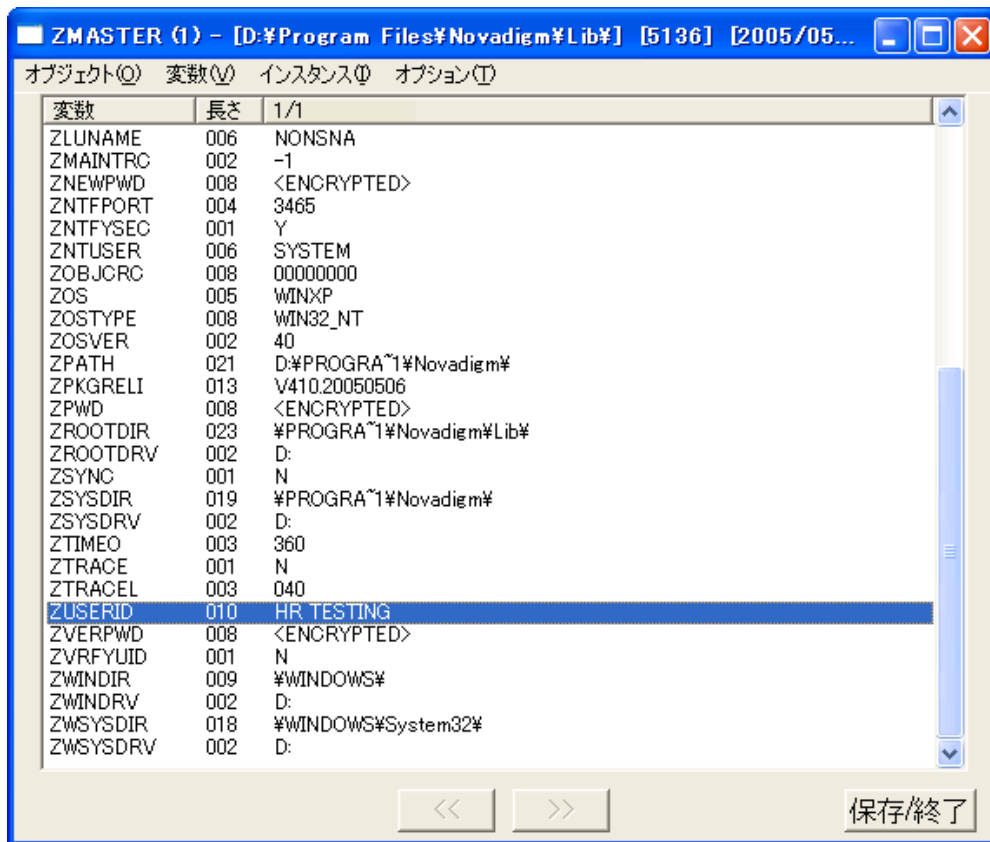 ZMASTER (1) - [D:¥Program Files¥Novadigm¥Lib¥] [5136] [2005/05...
オブジェクト(O) 変数(V) インスタンス(I) オプション(T)
変数 長さ 1/1
ZLUNAME 006 NONSNA
ZMAINTRC 002 -1
ZNEWPWD 008 <ENCRYPTED>
ZNTFPORT 004 3465
ZNTFYSEC 001 Y
ZNTUSER 006 SYSTEM
ZOBJCRC 008 00000000
ZOS 005 WINXP
ZOSTYPE 008 WIN32_NT
ZOSVER 002 40
ZPATH 021 D:¥PROGRA~1¥Novadigm¥
ZPKGRELI 013 V410.20050506
ZPWD 008 <ENCRYPTED>
ZROOTDIR 023 ¥PROGRA~1¥Novadigm¥Lib¥
ZROOTDRV 002 D:
ZSYNC 001 N
ZSYSDIR 019 ¥PROGRA~1¥Novadigm¥
ZSYSDRV 002 D:
ZTIMEO 003 360
ZTRACE 001 N
ZTRACEL 003 040
ZUSERID 010 HR TESTING
ZVERPWD 008 <ENCRYPTED>
ZVRFYUID 001 N
ZWINDIR 009 ¥WINDOWS¥
ZWINDRV 002 D:
ZWSYSDIR 018 ¥WINDOWS¥System32¥
ZWSYSDRV 002 D:
<< >> 保存/終了